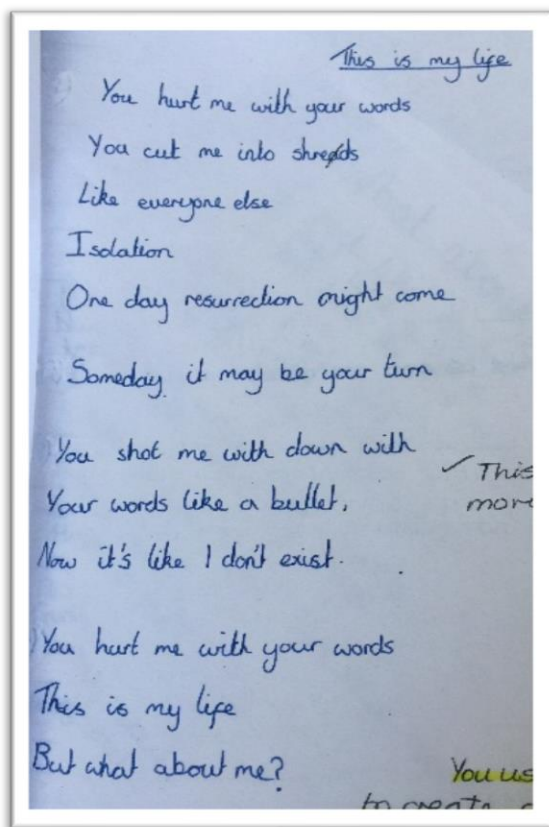 This is my life
You hurt me with your words
You cut me into shreds
Like everyone else
Isolation
One day resurrection might come
Someday it may be your turn
You shot me with down with
Your words like a bullet,
✓ This
more
Now it's like I don't exist.
You hurt me with your words
This is my life
But what about me?
You us
to create